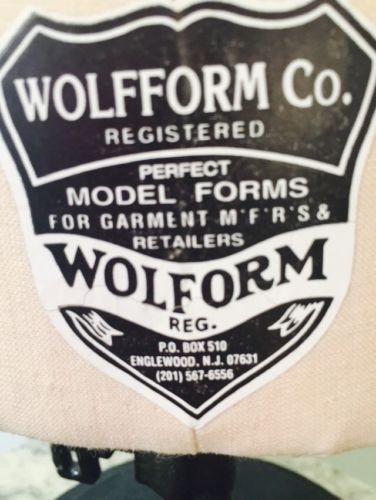 WOLFFORM CO.
REGISTERED
PERFECT
MODEL FORMS
FOR GARMENT M'F'R'S &
RETAILERS
WOLFORM
REG.
P.O. BOX 510
ENGLEWOOD, N.J. 07631
(201) 567-6556